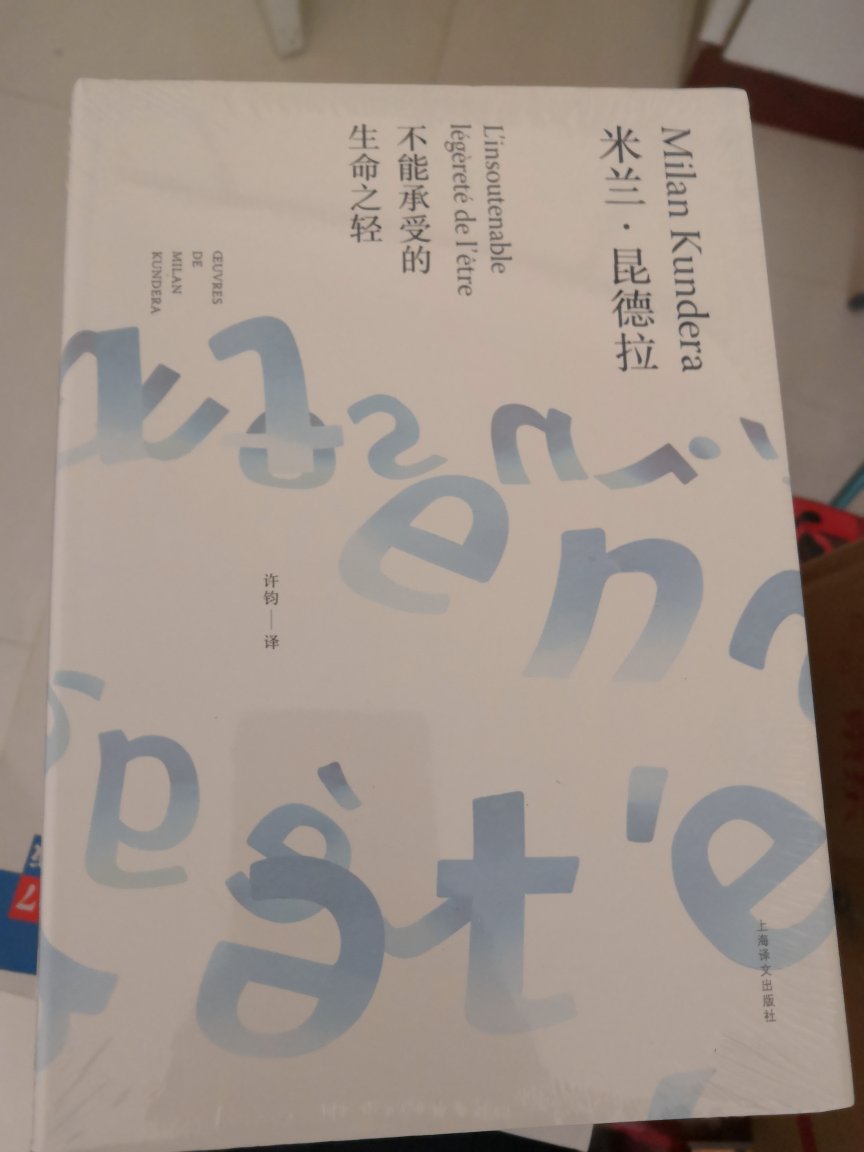 Milan Kundera
米兰·昆德拉
L'insoutenable
légèreté de l'être
不能承受的
生命之轻
ŒUVRES
DE
MILAN
KUNDERA
许钧—译
上海译文出版社